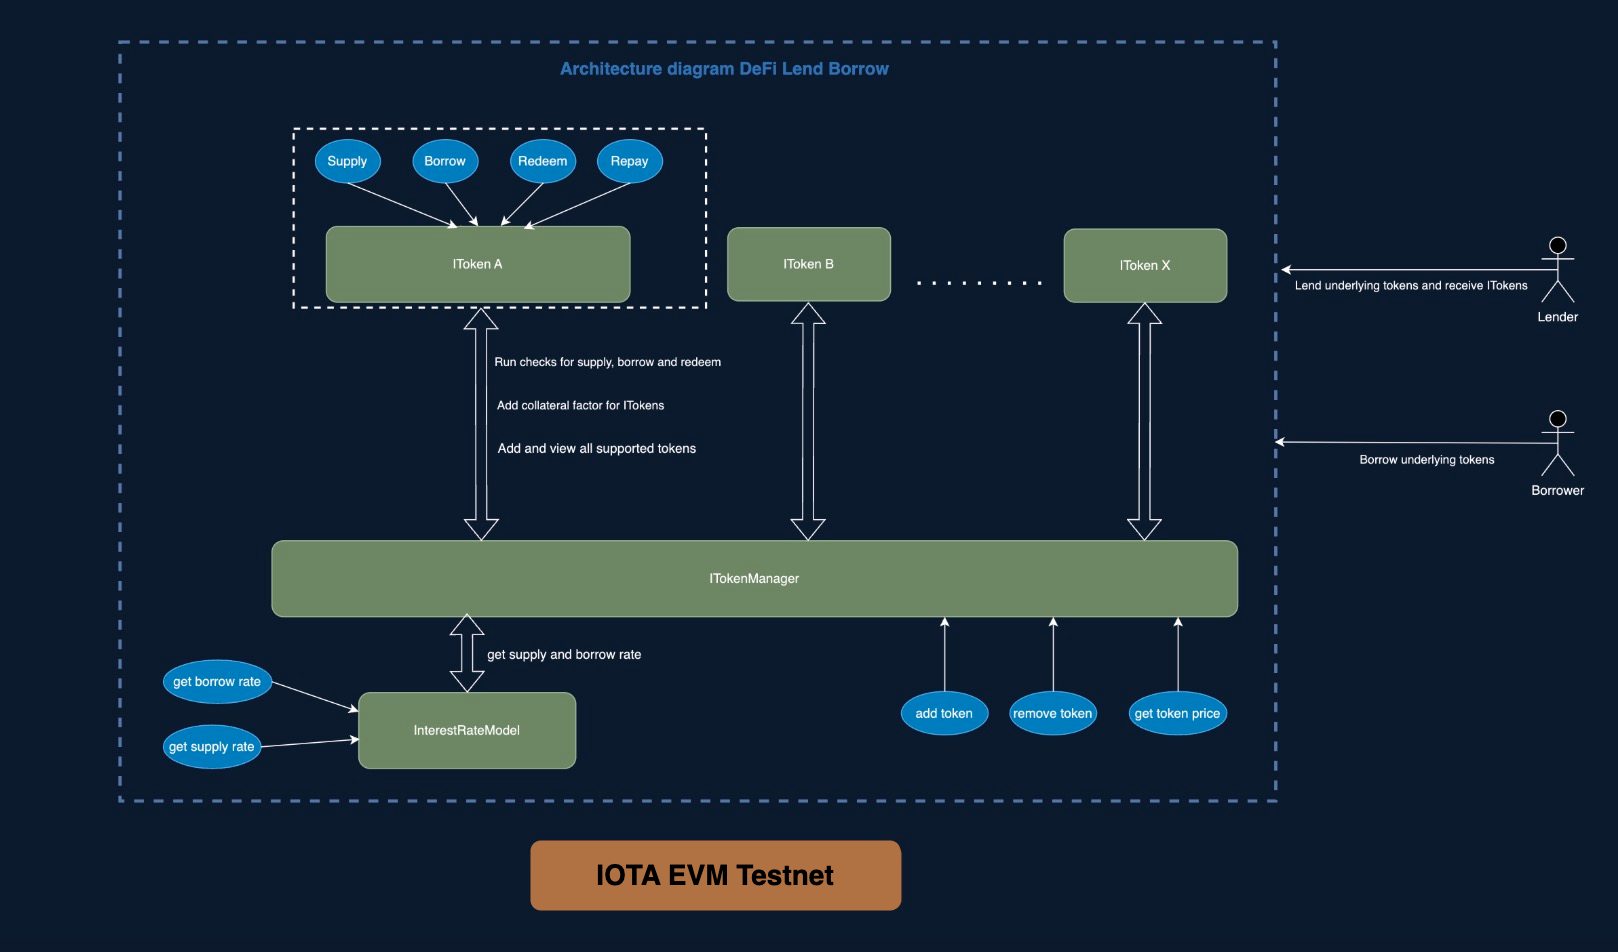 Architecture diagram DeFi Lend Borrow
Supply
Borrow
Redeem
Repay
IToken A
IToken B
.........
IToken X
Lend underlying tokens and receive ITokens
Lender
Run checks for supply, borrow and redeem
Add collateral factor for ITokens
Add and view all supported tokens
Borrow underlying tokens
Borrower
ITokenManager
get supply and borrow rate
get borrow rate
get supply rate
InterestRateModel
add token
remove token
get token price
IOTA EVM Testnet